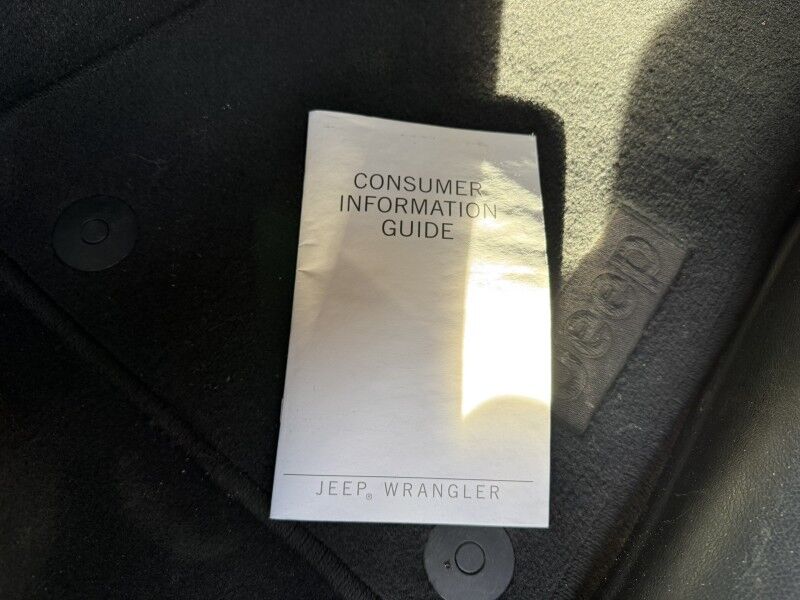 CONSUMER
INFORMATION
GUIDE
Jeep
JEEP® WRANGLER